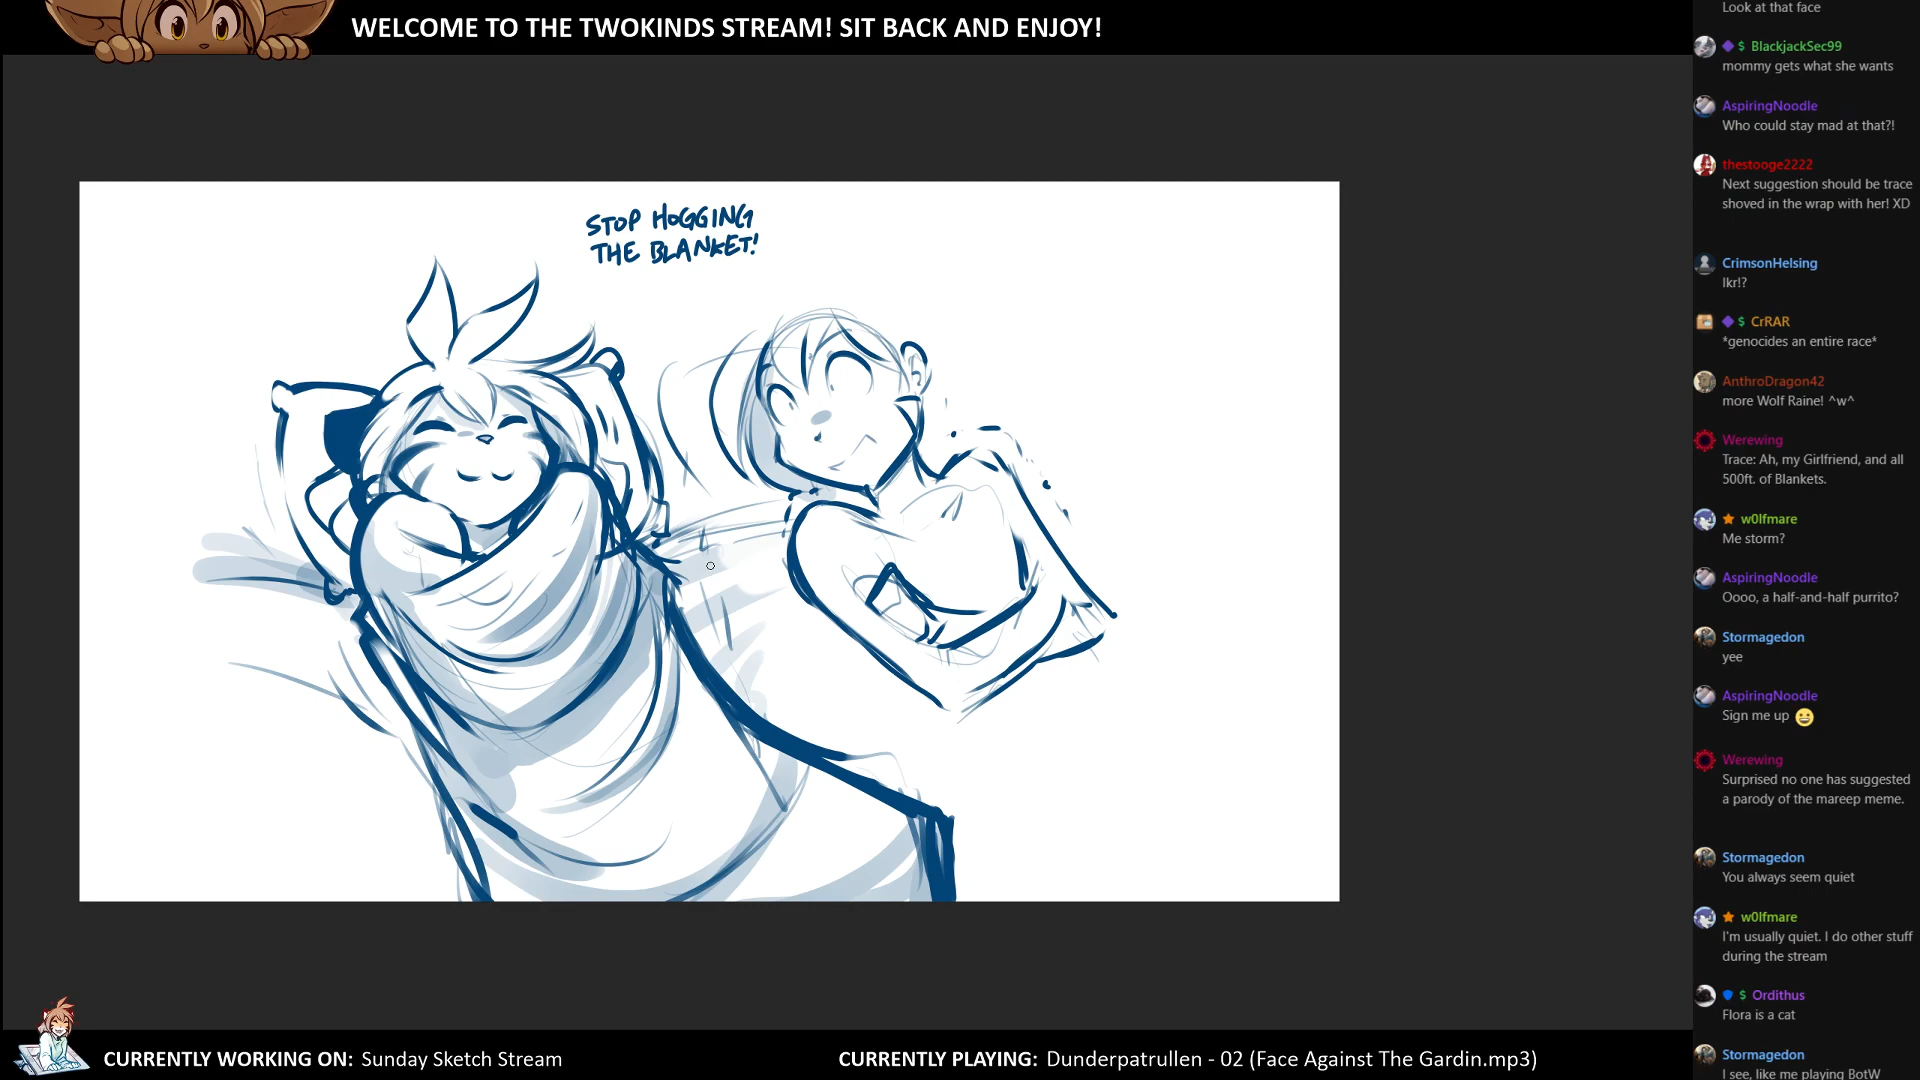 WELCOME TO THE TWOKINDS STREAM! SIT BACK AND ENJOY!
STOP HOGGING
THE BLANKET!
Look at that face
BlackjackSec99
mommy gets what she wants
AspiringNoodle
Who could stay mad at that?!
thestooge2222
Next suggestion should be trace
shoved in the wrap with her! XD
CrimsonHelsing
Ikr!?
$ CrRAR
*genocides an entire race*
AnthroDragon42
more Wolf Raine! ^w^
Werewing
Trace: Ah, my Girlfriend, and all
500ft. of Blankets.
w0lfmare
Me storm?
AspiringNoodle
Oooo, a half-and-half purrito?
Stormagedon
yee
AspiringNoodle
Sign me up
Werewing
Surprised no one has suggested
a parody of the mareep meme.
Stormagedon
You always seem quiet
w0lfmare
I'm usually quiet. I do other stuff
during the stream
$ Ordithus
Flora is a cat
Stormagedon
I see, like me playing BotW
CURRENTLY WORKING ON: Sunday Sketch Stream
CURRENTLY PLAYING: Dunderpatrullen - 02 (Face Against The Gardin.mp3)